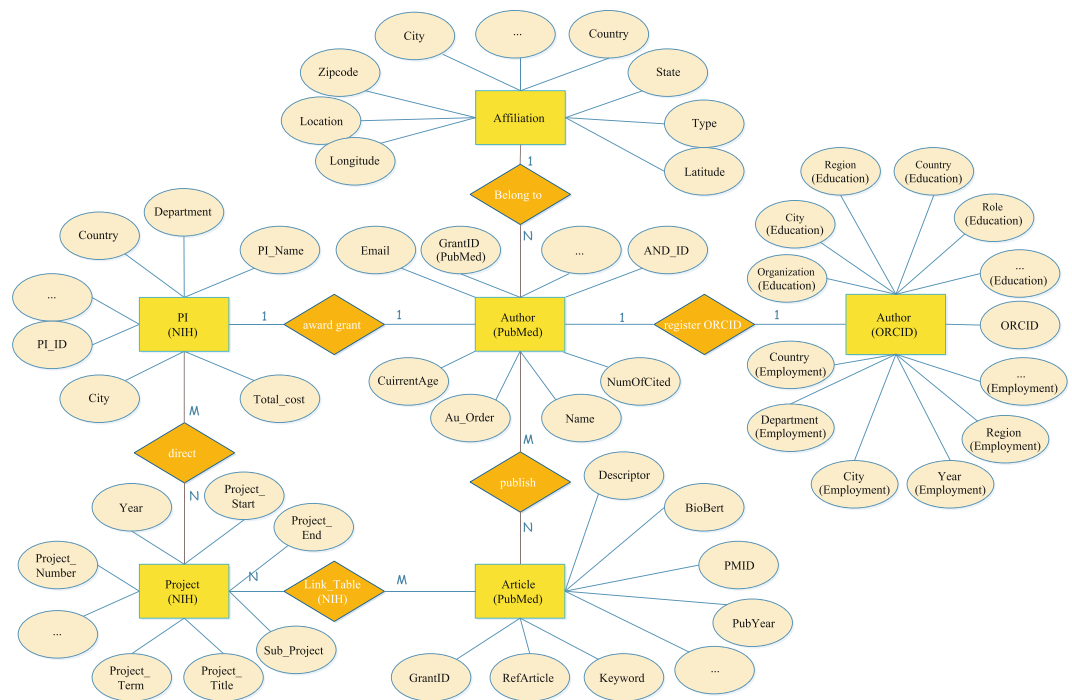 City
...
Country
Zipcode
State
Affiliation
Location
Type
Longitude
Latitude
1
Belong to
N
Region
(Education)
Country
(Education)
City
(Education)
Role
(Education)
Organization
(Education)
...
(Education)
Department
Country
PI_Name
...
PI_ID
PI
(NIH)
City
Total_cost
1
award grant
1
Email
GrantID
(PubMed)
...
AND_ID
Author
(PubMed)
CuirrentAge
Au_Order
Name
NumOfCited
1
register ORCID
1
Author
(ORCID)
ORCID
Country
(Employment)
...
(Employment)
Department
(Employment)
Region
(Employment)
City
(Employment)
Year
(Employment)
M
direct
N
M
publish
N
Year
Project_
Start
Project_
End
Project_
Number
...
Project
(NIH)
Project_
Term
Project_
Title
Sub_Project
N
Link_Table
(NIH)
M
Descriptor
BioBert
PMID
PubYear
...
Article
(PubMed)
GrantID
RefArticle
Keyword